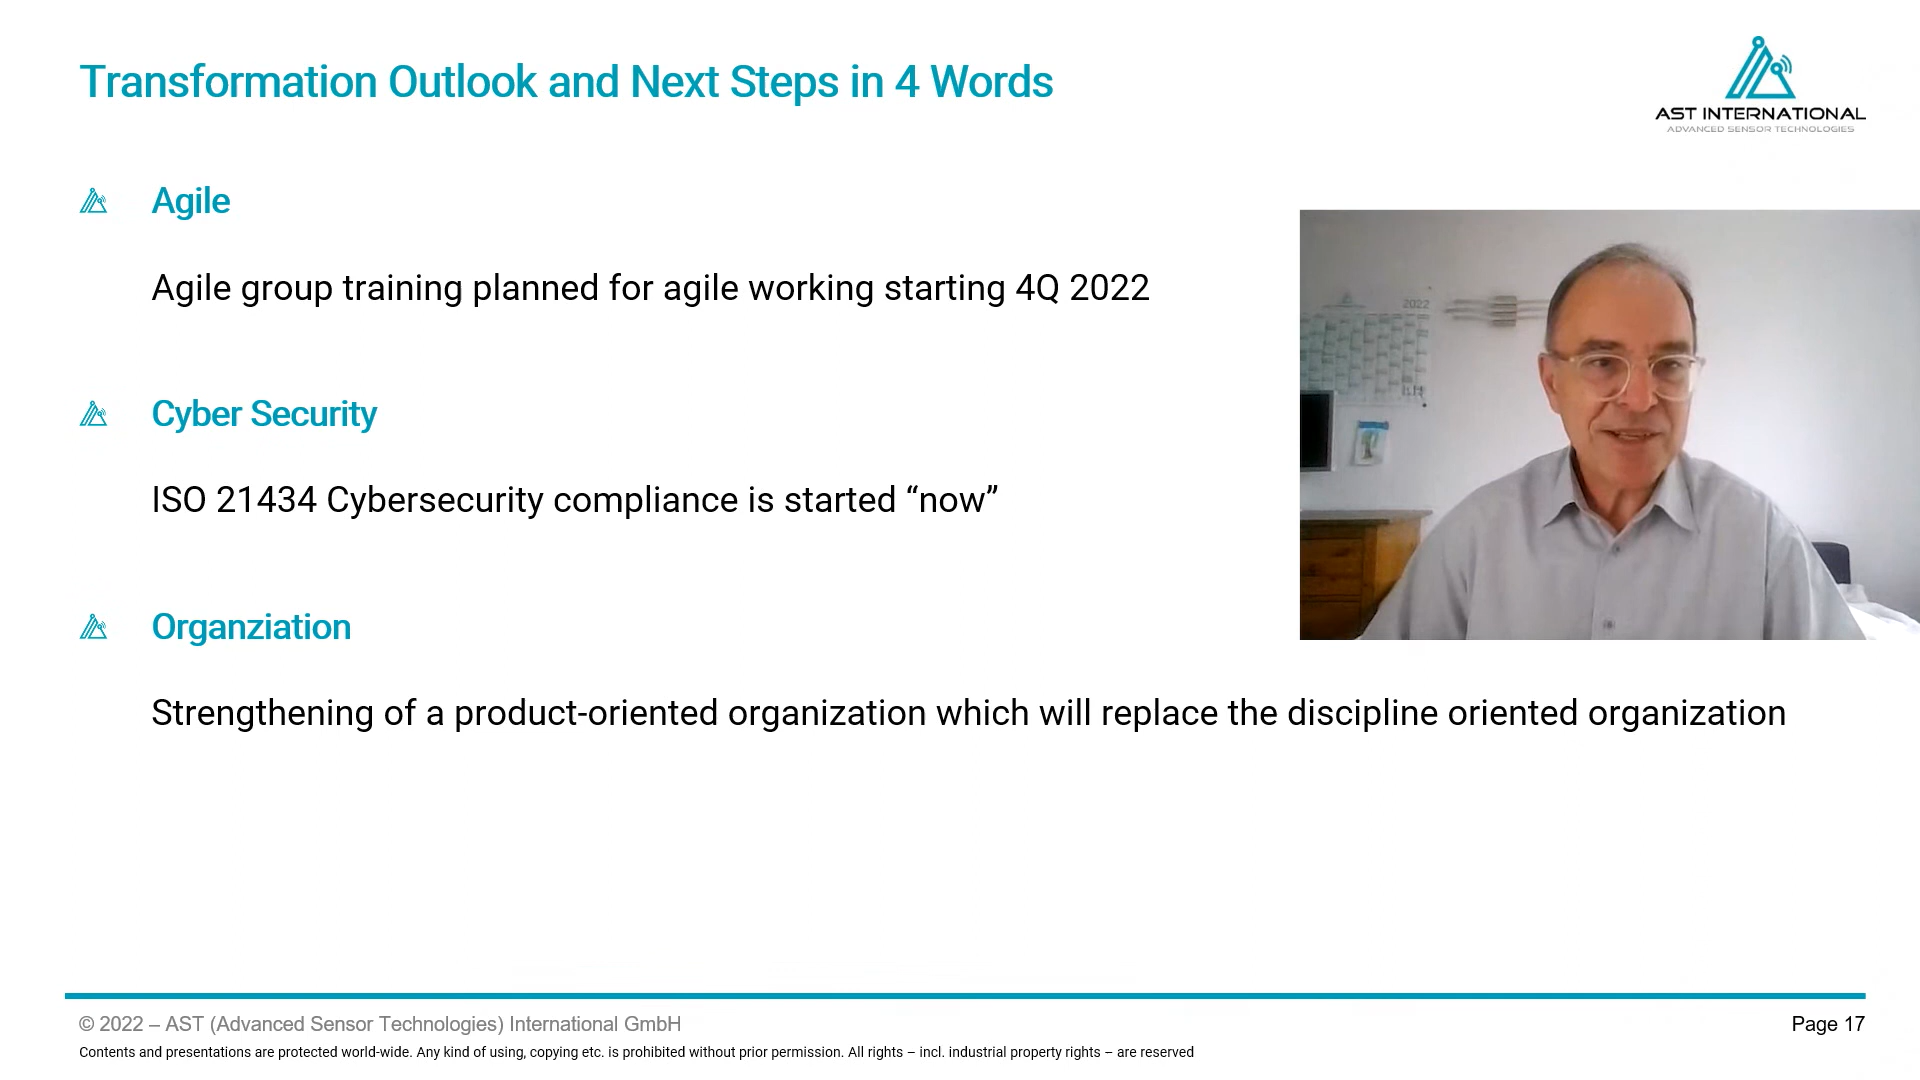 Transformation Outlook and Next Steps in 4 Words
AST INTERNATIONAL
ADVANCED SENSOR TECHNOLOGIES
Agile
Agile group training planned for agile working starting 4Q 2022
2022
Cyber Security
ISO 21434 Cybersecurity compliance is started “now”
Organziation
Strengthening of a product-oriented organization which will replace the discipline oriented organization
© 2022 – AST (Advanced Sensor Technologies) International GmbH
Page 17
Contents and presentations are protected world-wide. Any kind of using, copying etc. is prohibited without prior permission. All rights – incl. industrial property rights – are reserved